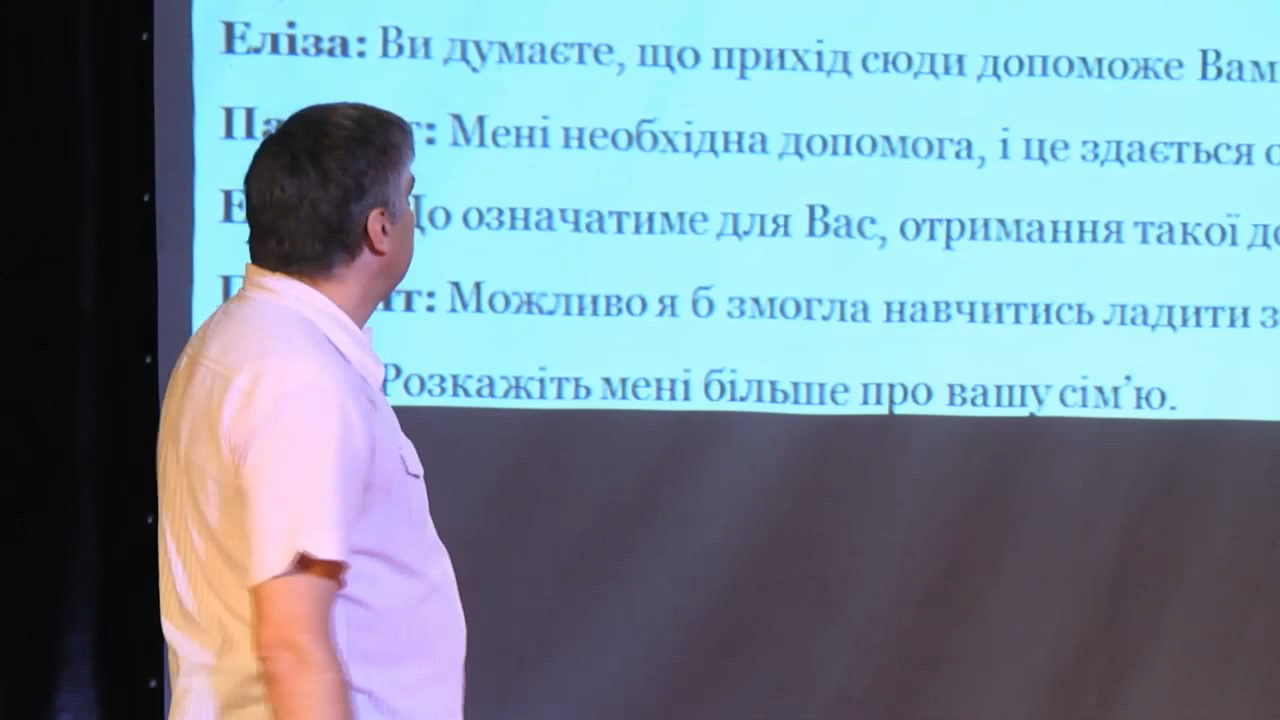 Еліза: Ви думаєте, що прихід сюди допоможе Вам
Мені необхідна допомога, і це здається
означатиме для Вас, отримання такої
Можливо я б змогла навчитись ладити з
Розкажіть мені більше про вашу сім'ю.